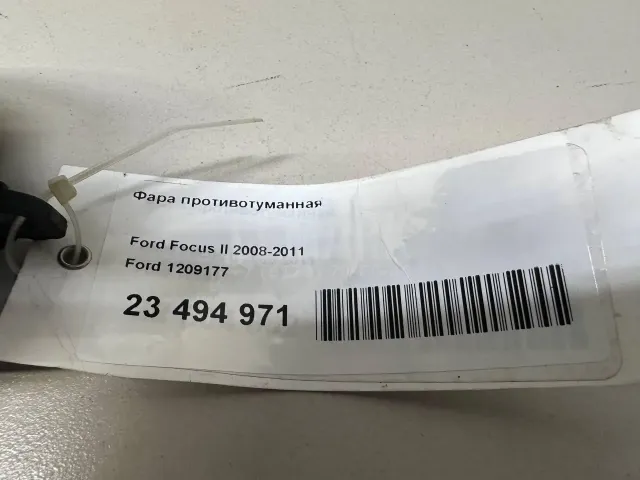 Фара противотуманная
Ford Focus II 2008-2011
Ford 1209177
23 494 971